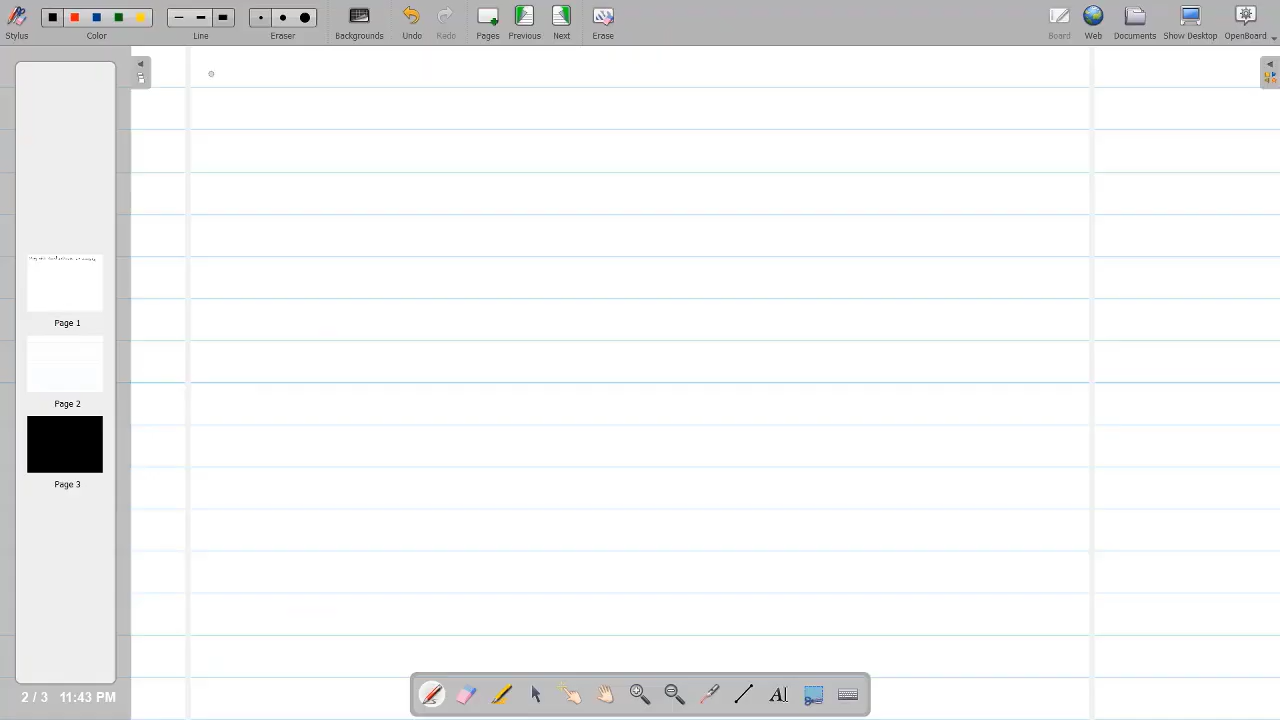 Stylus
Color
Line
Eraser
Backgrounds
Undo
Redo
Pages
Previous
Next
Erase
Board
Web
Documents
Show Desktop
OpenBoard
Page 1
Page 2
Page 3
2 / 3 11:43 PM